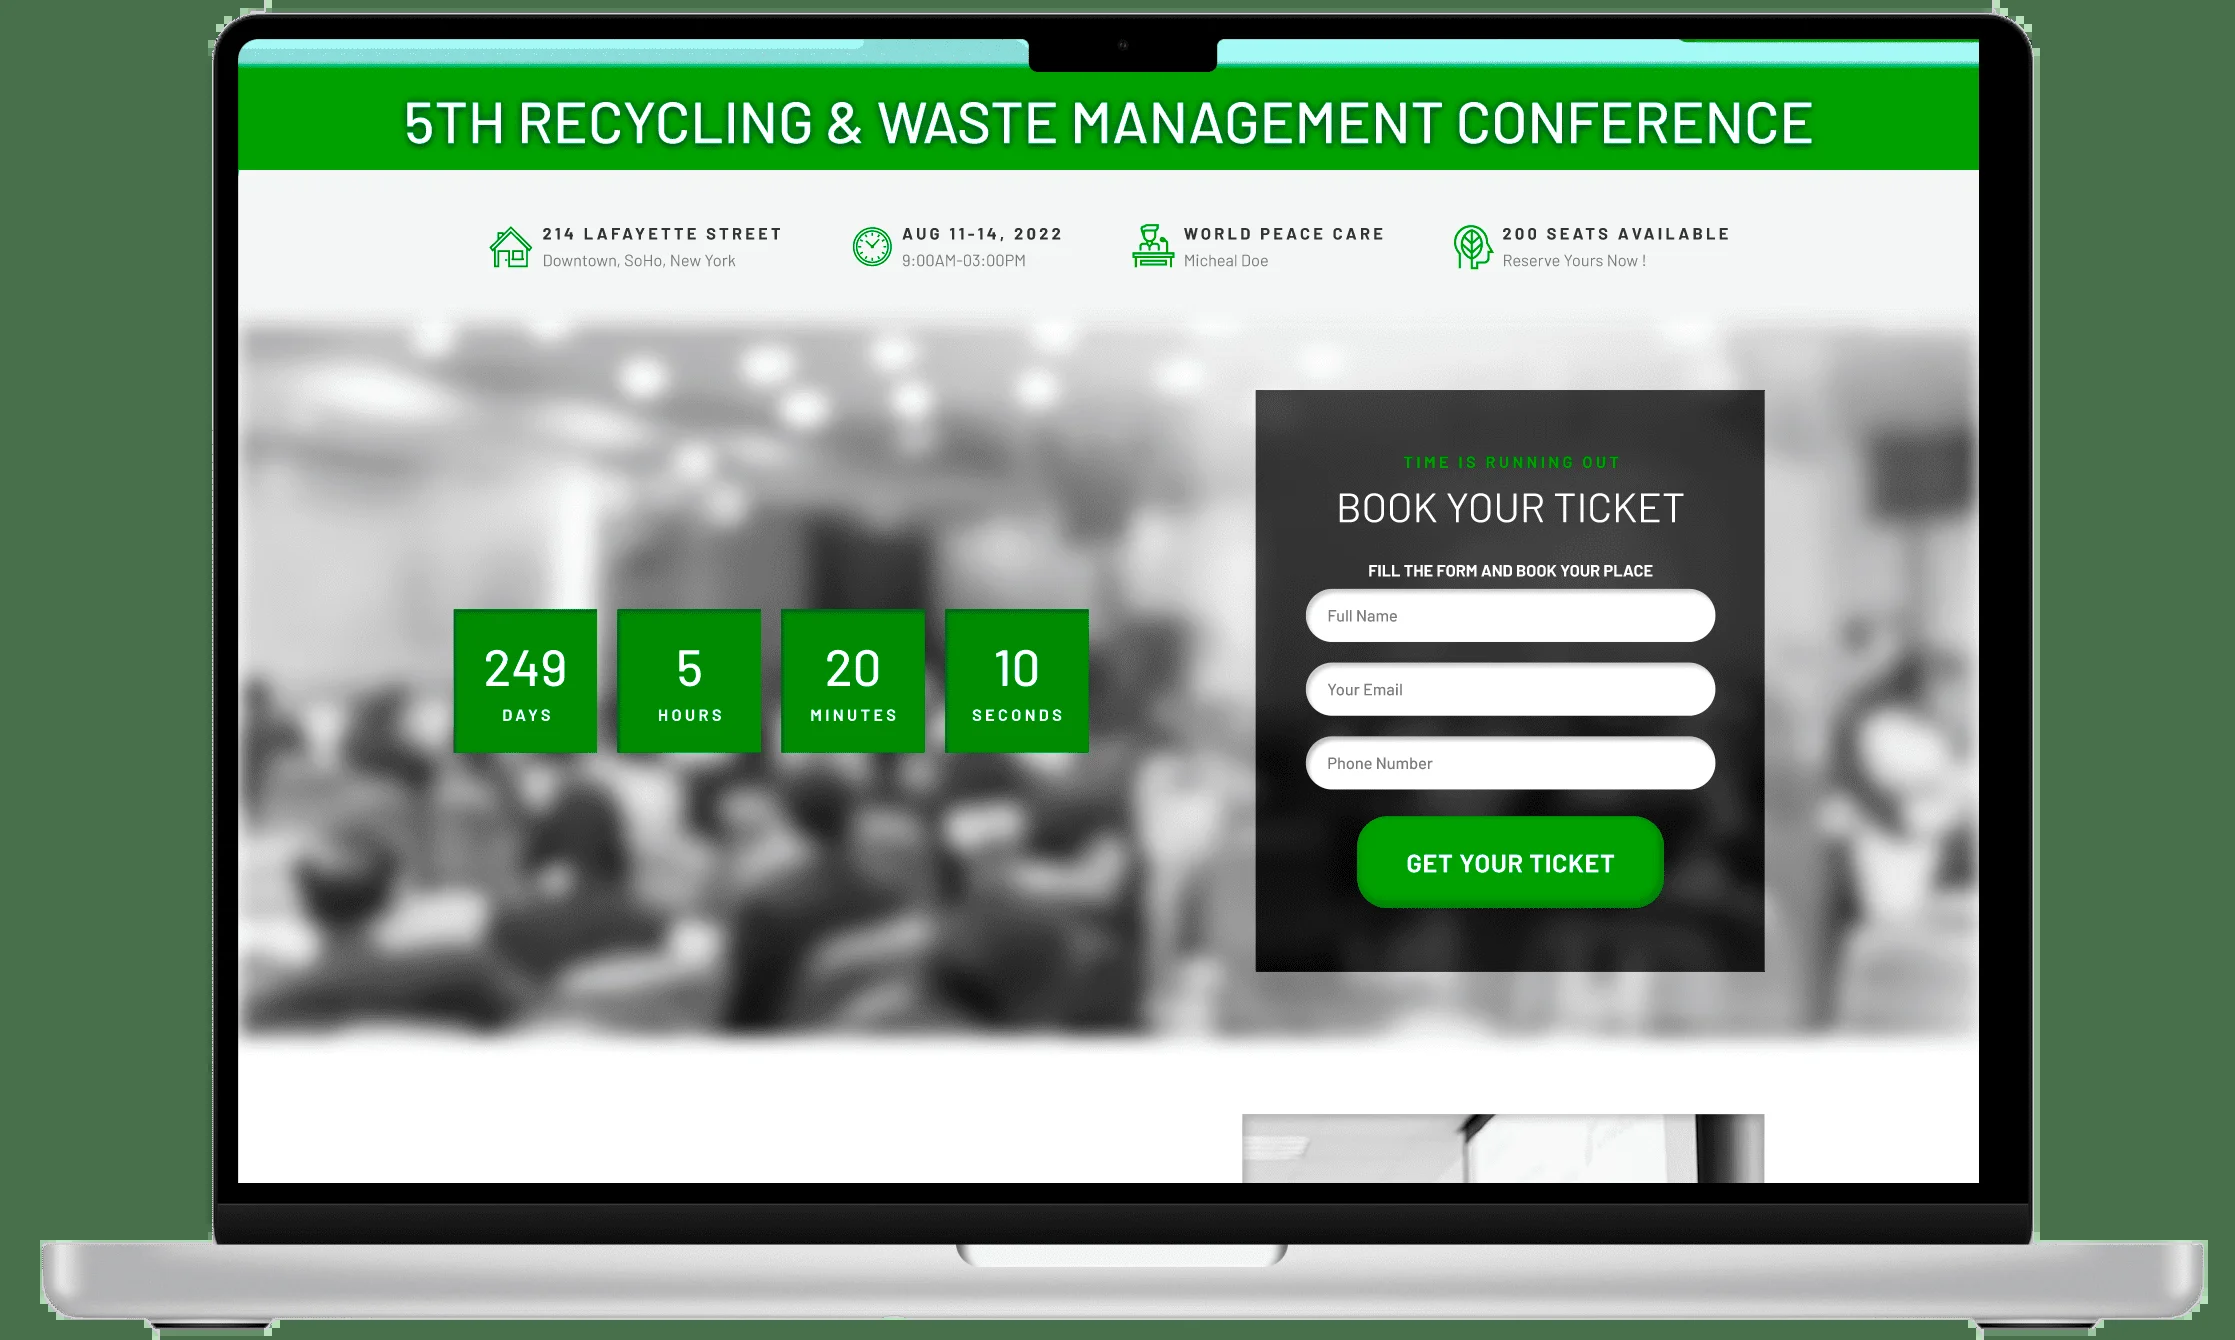 5TH RECYCLING & WASTE MANAGEMENT CONFERENCE
214 LAFAYETTE STREET
Downtown, SoHo, New York
AUG 11-14, 2022
9:00AM-03:00PM
WORLD PEACE CARE
Micheal Doe
200 SEATS AVAILABLE
Reserve Yours Now !
249
DAYS
5
HOURS
20
MINUTES
10
SECONDS
TIME IS RUNNING OUT
BOOK YOUR TICKET
FILL THE FORM AND BOOK YOUR PLACE
Full Name
Your Email
Phone Number
GET YOUR TICKET